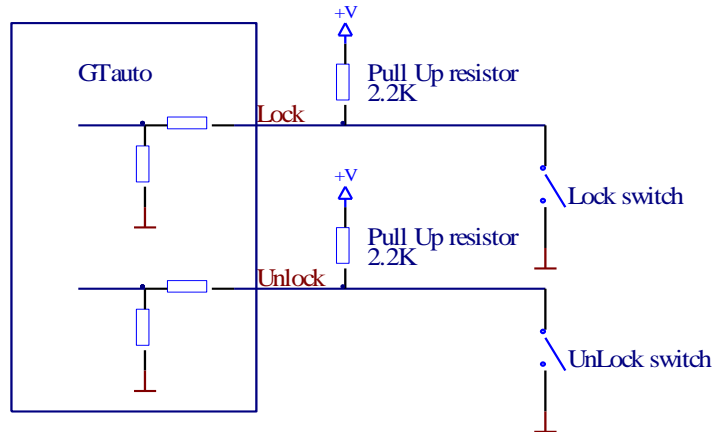 +V
GTauto
Pull Up resistor
2.2K
Lock
+V
Lock switch
Pull Up resistor
2.2K
Unlock
UnLock switch